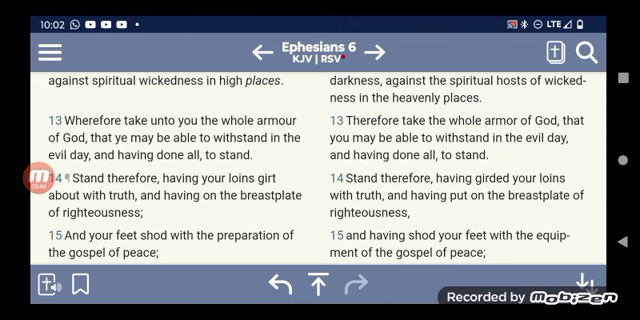 10:02
LTE
Ephesians 6
KJV | RSV
against spiritual wickedness in high places.
13 Wherefore take unto you the whole armour
of God, that ye may be able to withstand in the
evil day, and having done all, to stand.
14 ¶ Stand therefore, having your loins girt
about with truth, and having on the breastplate
of righteousness;
15 And your feet shod with the preparation of
the gospel of peace;
darkness, against the spiritual hosts of wicked-
ness in the heavenly places.
13 Therefore take the whole armor of God, that
you may be able to withstand in the evil day,
and having done all, to stand.
14 Stand therefore, having girded your loins
with truth, and having put on the breastplate of
righteousness,
15 and having shod your feet with the equip-
ment of the gospel of peace;
Recorded by Mobizen